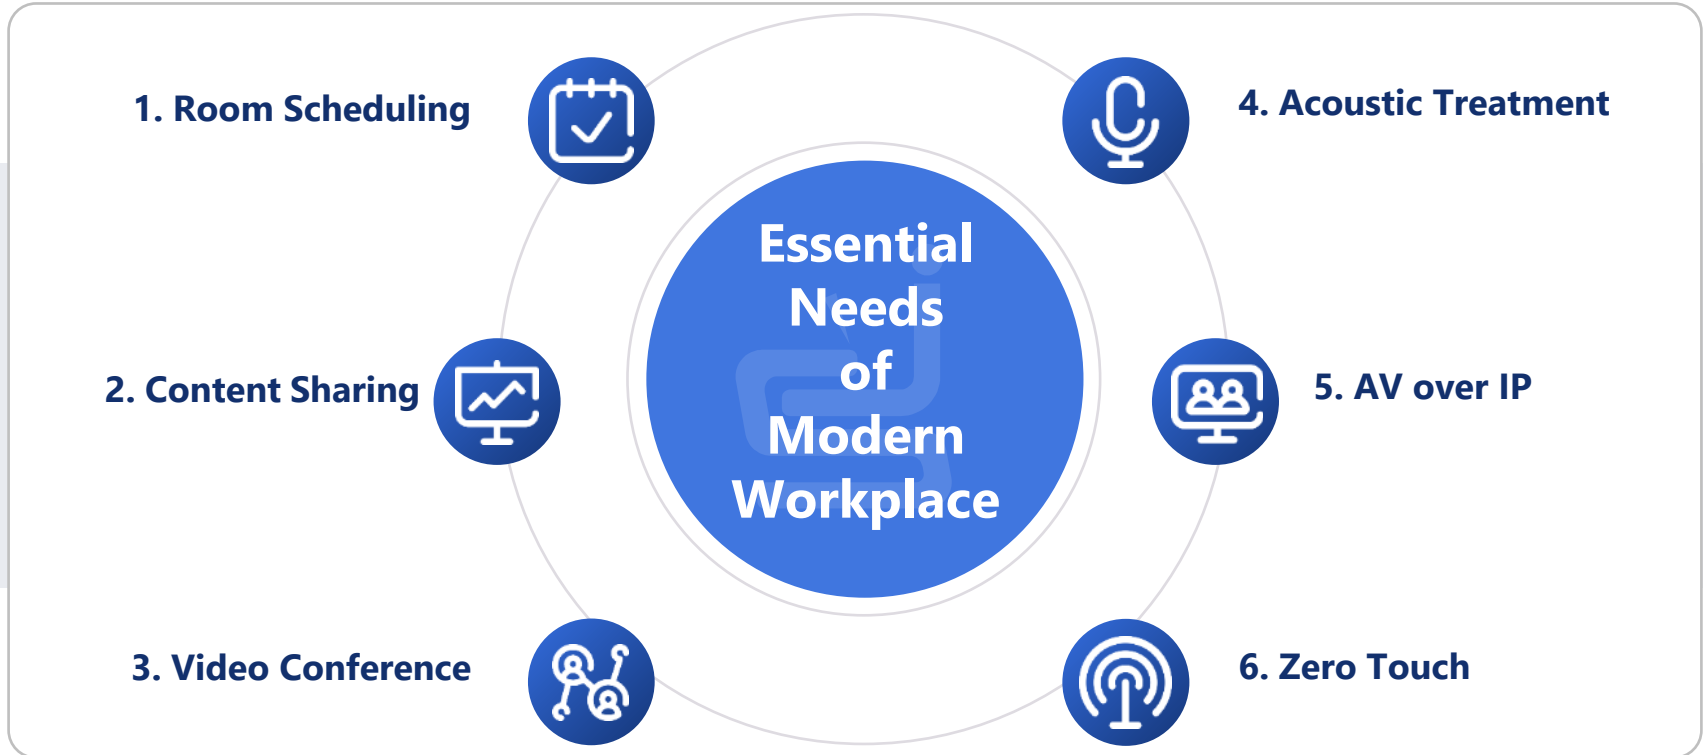 1. Room Scheduling
2. Content Sharing
3. Video Conference
Essential
Needs
of
Modern
Workplace
4. Acoustic Treatment
5. AV over IP
6. Zero Touch